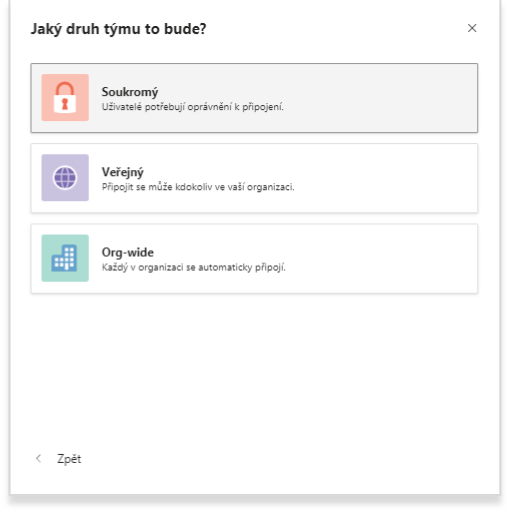 Jaký druh týmu to bude?
Soukromý
Uživatelé potřebují oprávnění k připojení.
Veřejný
Připojit se může kdokoliv ve vaší organizaci.
Org-wide
Každý v organizaci se automaticky připojí.
Zpět